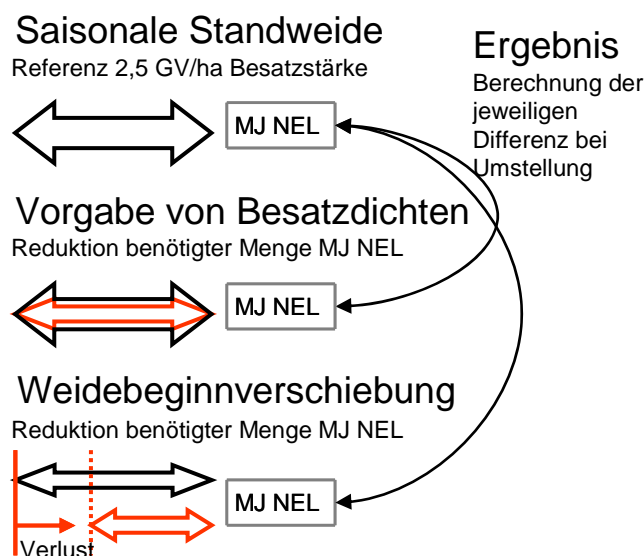 Saisonale Standweide
Referenz 2,5 GV/ha Besatzstärke
MJ NEL
Ergebnis
Berechnung der
jeweiligen
Differenz bei
Umstellung
Vorgabe von Besatzdichten
Reduktion benötigter Menge MJ NEL
MJ NEL
Weidebeginnverschiebung
Reduktion benötigter Menge MJ NEL
MJ NEL
Verlust